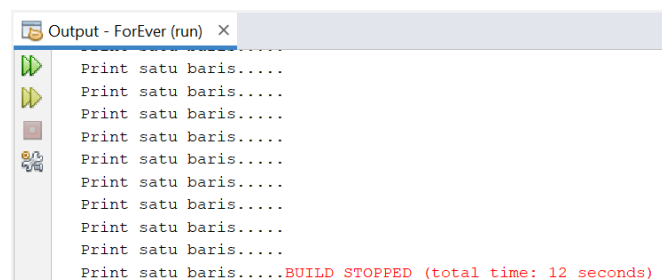 Output - ForEver (run) ×
Print satu baris.....
Print satu baris.....
Print satu baris.....
Print satu baris.....
Print satu baris.....
Print satu baris.....
Print satu baris.....
Print satu baris.....
Print satu baris.....
Print satu baris.....BUILD STOPPED (total time: 12 seconds)